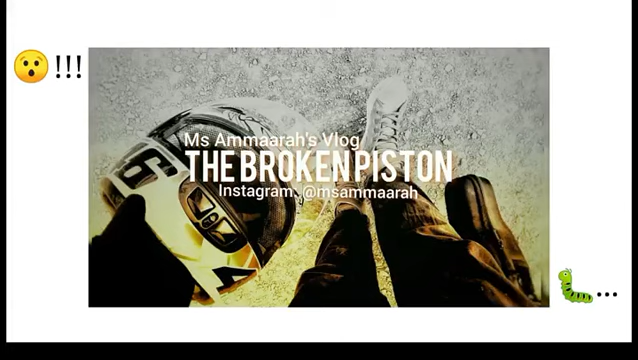 !!!
Ms Ammaarah's Vlog
THE BROKEN PISTON
Instagram: @msammaarah
...